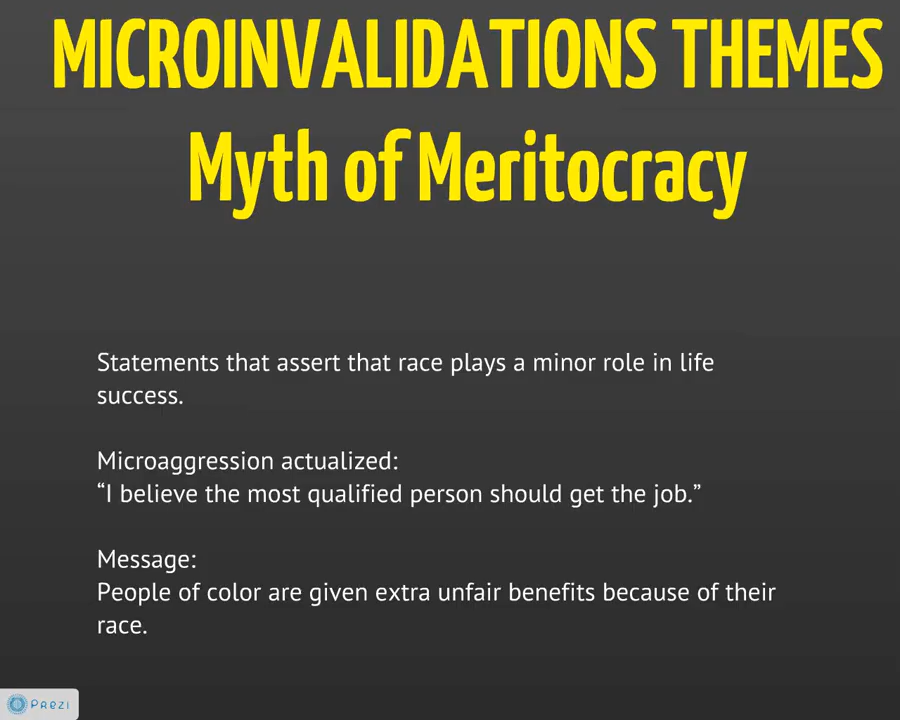 MICROINVALIDATIONS THEMES
Myth of Meritocracy
Statements that assert that race plays a minor role in life
success.
Microaggression actualized:
“I believe the most qualified person should get the job.”
Message:
People of color are given extra unfair benefits because of their
race.
PREZI